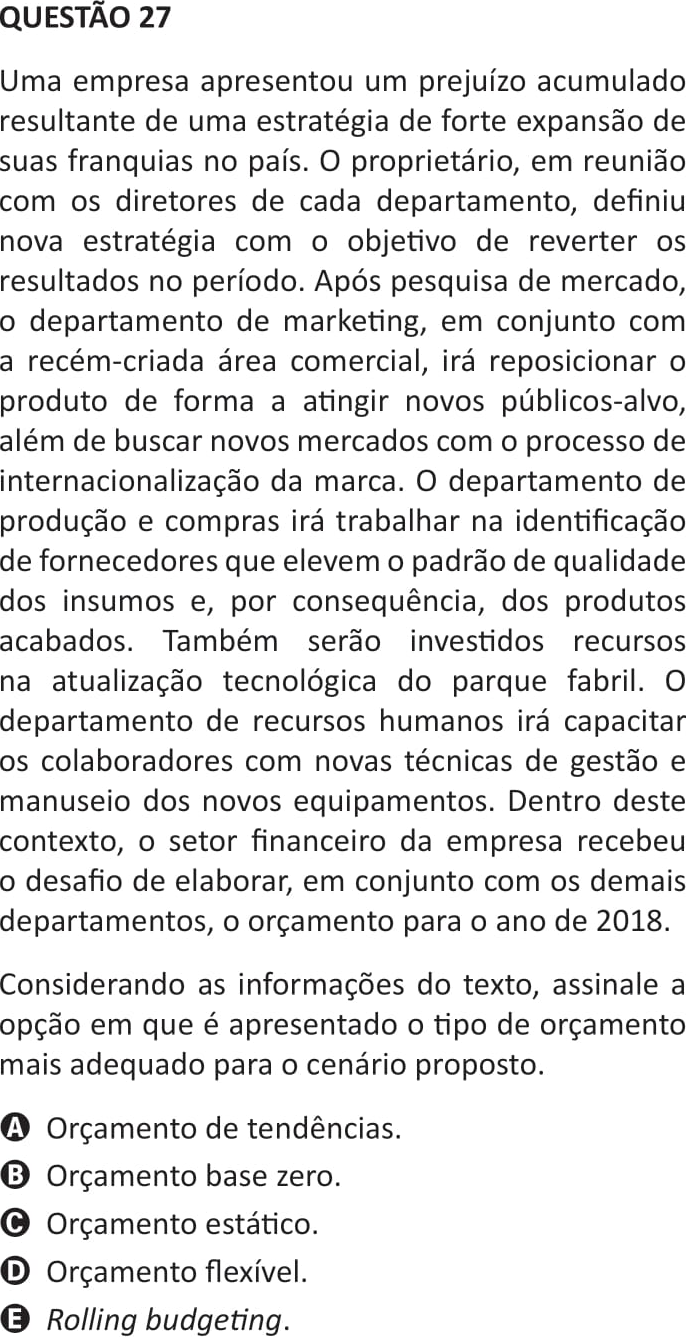 QUESTÃO 27
Uma empresa apresentou um prejuízo acumulado
resultante de uma estratégia de forte expansão de
suas franquias no país. O proprietário, em reunião
com os diretores de cada departamento, definiu
nova estratégia com o objetivo de reverter os
resultados no período. Após pesquisa de mercado,
o departamento de marketing, em conjunto com
a recém-criada área comercial, irá reposicionar o
produto de forma a atingir novos públicos-alvo,
além de buscar novos mercados com o processo de
internacionalização da marca. O departamento de
produção e compras irá trabalhar na identificação
de fornecedores que elevem o padrão de qualidade
dos insumos e, por consequência, dos produtos
acabados. Também serão investidos recursos
na atualização tecnológica do parque fabril. O
departamento de recursos humanos irá capacitar
os colaboradores com novas técnicas de gestão e
manuseio dos novos equipamentos. Dentro deste
contexto, o setor financeiro da empresa recebeu
o desafio de elaborar, em conjunto com os demais
departamentos, o orçamento para o ano de 2018.
Considerando as informações do texto, assinale a
opção em que é apresentado o tipo de orçamento
mais adequado para o cenário proposto.
A Orçamento de tendências.
B Orçamento base zero.
C Orçamento estático.
D Orçamento flexível.
E Rolling budgeting.